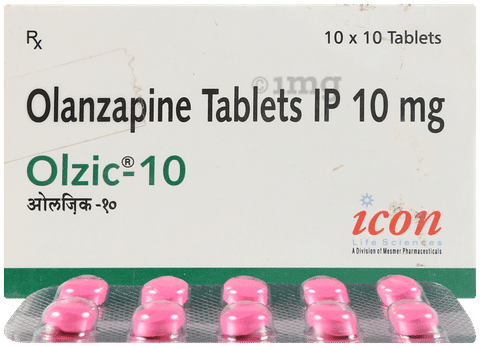 Rx
10 x 10 Tablets
©1mg
Olanzapine Tablets IP 10 mg
Olzic®-10
ओलज़िक -१०
icon
Life Sciences
A Division of Mesmer Pharmaceuticals